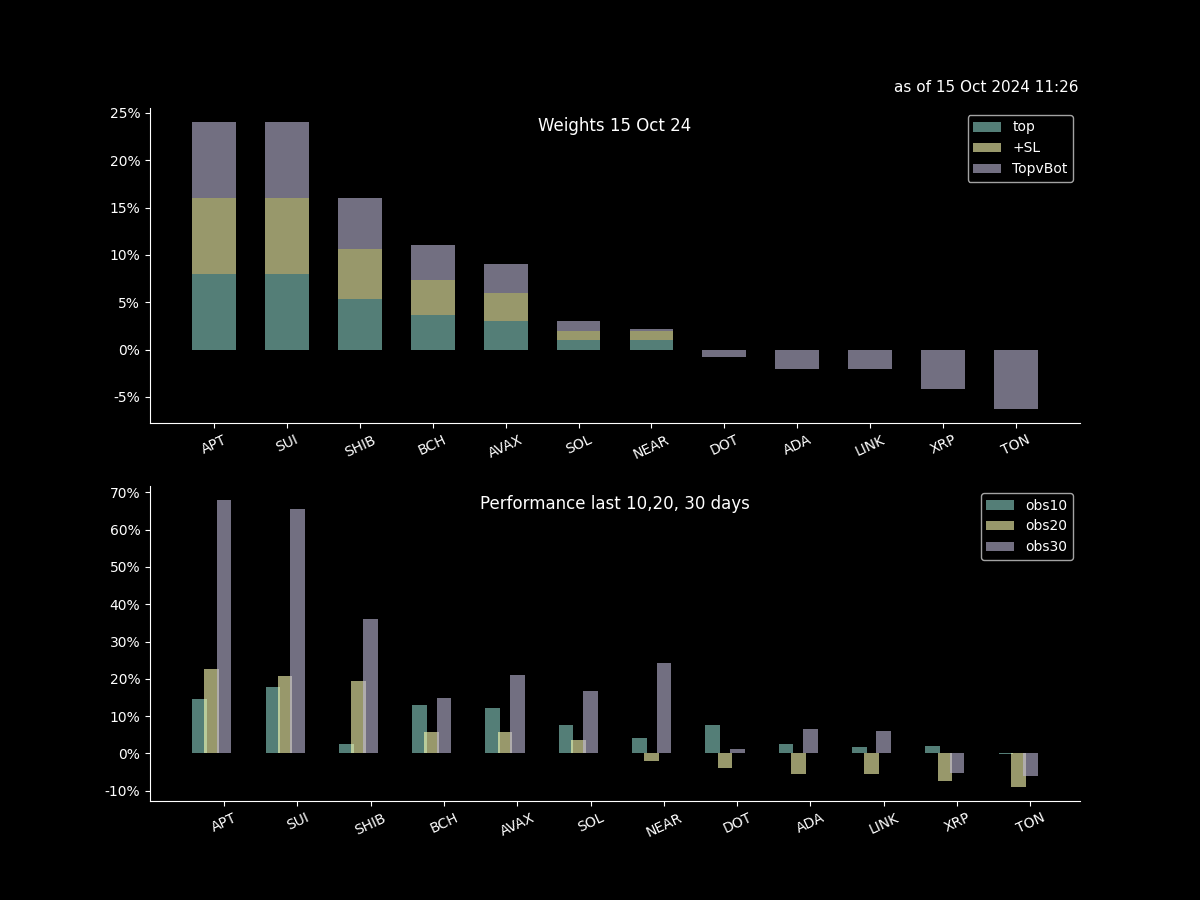 as of 15 Oct 2024 11:26
Weights 15 Oct 24
top
+SL
TopvBot
25%
20%
15%
10%
5%
0%
-5%
APT SUI SHIB BCH AVAX SOL NEAR DOT ADA LINK XRP TON
Performance last 10,20, 30 days
obs10
obs20
obs30
70%
60%
50%
40%
30%
20%
10%
0%
-10%
APT SUI SHIB BCH AVAX SOL NEAR DOT ADA LINK XRP TON